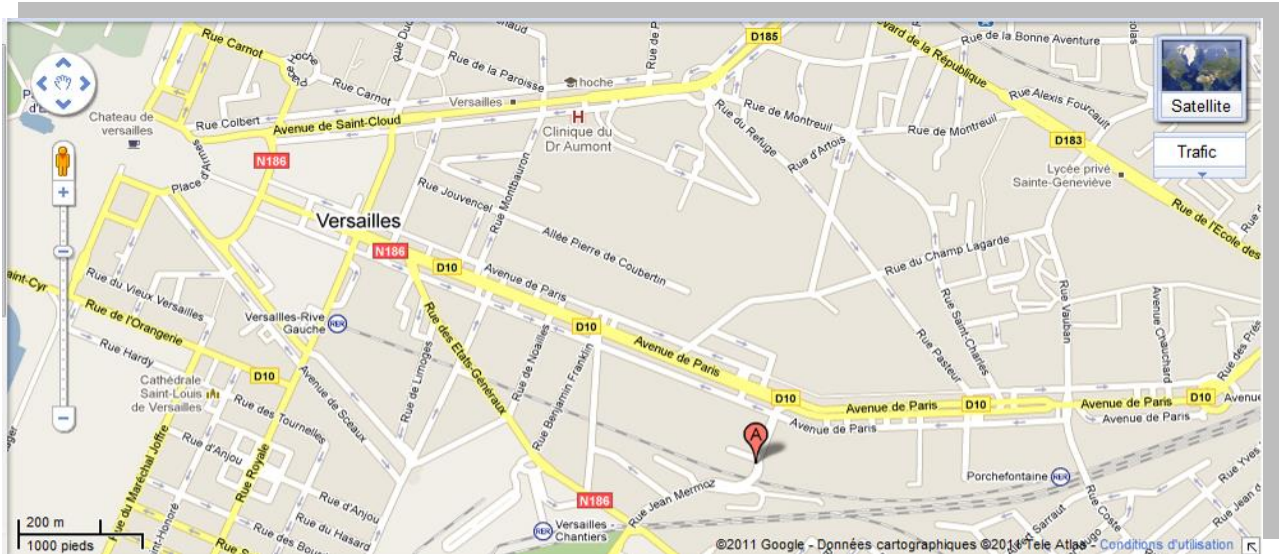 Rue Carnot
Place Hoche
Rue Carnot
Rue de la Paroisse
hoche
Versailles
D185
Rue de la Bonne Aventure
Satellite
Trafic
Chateau de
versailles
Rue Colbert
Avenue de Saint-Cloud
H
Clinique du
Dr Aumont
Rue du Refuge
Rue de Montreuil
Rue d'Artois
Rue de Montreuil
Rue Alexis Fourcault
D183
Lycée privé
Sainte-Geneviève
N186
Place d'Armes
Rue Montbauron
Rue Jouvencel
Versailles
Allée Pierre de Coubertin
N186
D10
Avenue de Paris
Rue du Champ Lagarde
Rue du Vieux Versailles
Rue de l'Orangerie
Versailles-Rive
Gauche
RER
Rue Hardy
D10
Cathédrale
Saint-Louis
de Versailles
Avenue de Sceaux
Rue de Limoges
Rue des Etats-Généraux
Rue de Noailles
Rue Benjamin Franklin
D10
Avenue de Paris
Rue Pasteur
Rue Saint-Charles
Rue Vauban
Avenue Chauchard
D10
Avenue de Paris
D10
Avenue de Paris
D10
Avenue de Paris
Avenue de Paris
Rue des Tournelles
Rue d'Anjou
Rue Royale
Rue d'Anjou
Rue du Hasard
A
Rue Jean Mermoz
N186
RER
Versailles -
Chantiers
Porchefontaine
RER
Rue Coste
200 m
1000 pieds
©2011 Google - Données cartographiques ©2011 Tele Atlas - Conditions d'utilisation